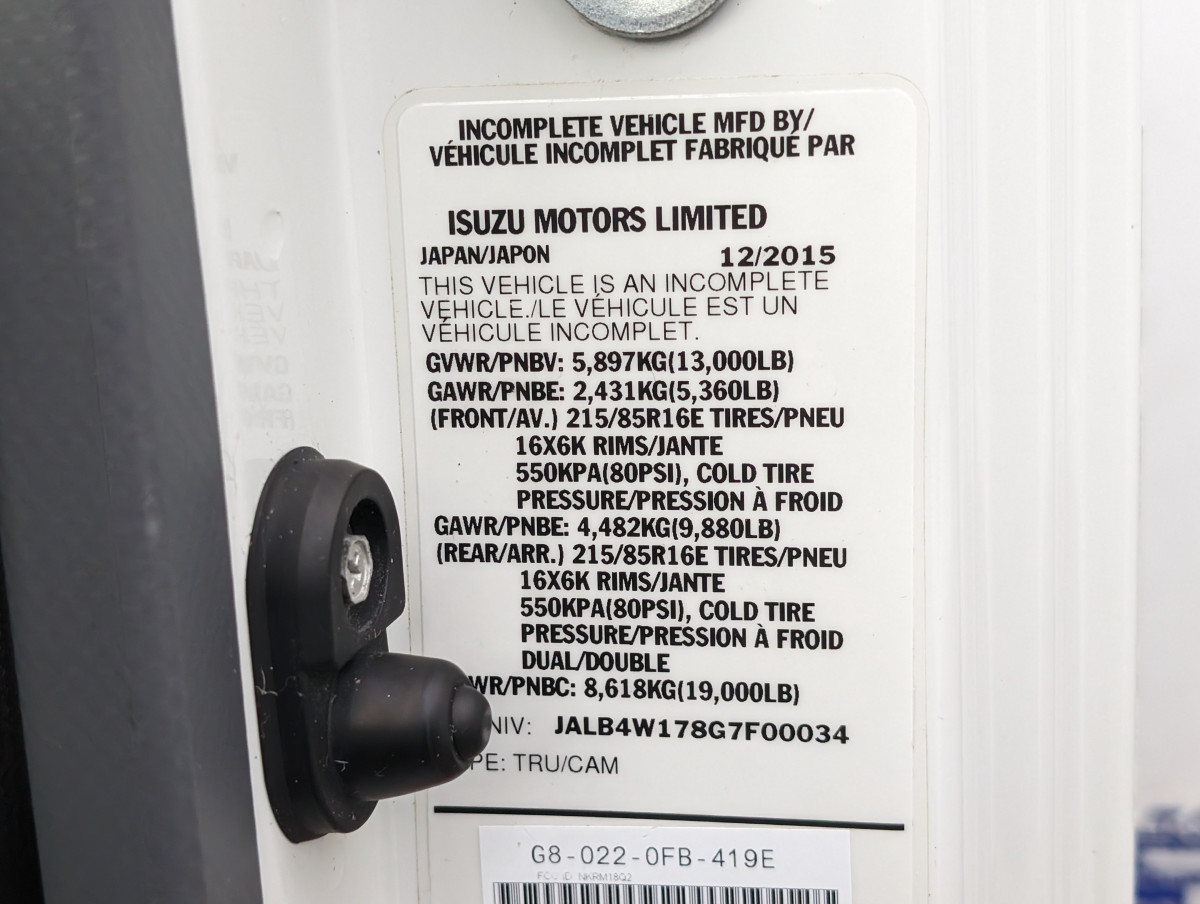 INCOMPLETE VEHICLE MFD BY/
VÉHICULE INCOMPLET FABRIQUÉ PAR
ISUZU MOTORS LIMITED
JAPAN/JAPON 12/2015
THIS VEHICLE IS AN INCOMPLETE
VEHICLE./LE VÉHICULE EST UN
VÉHICULE INCOMPLET.
GVWR/PNBV: 5,897KG(13,000LB)
GAWR/PNBE: 2,431KG(5,360LB)
(FRONT/AV.) 215/85R16E TIRES/PNEU
16X6K RIMS/JANTE
550KPA(80PSI), COLD TIRE
PRESSURE/PRESSION À FROID
GAWR/PNBE: 4,482KG(9,880LB)
(REAR/ARR.) 215/85R16E TIRES/PNEU
16X6K RIMS/JANTE
550KPA(80PSI), COLD TIRE
PRESSURE/PRESSION À FROID
DUAL/DOUBLE
WR/PNBC: 8,618KG(19,000LB)
NIV: JALB4W178G7F00034
PE: TRU/CAM
G8-022-0FB-419E
NKRM18Q2